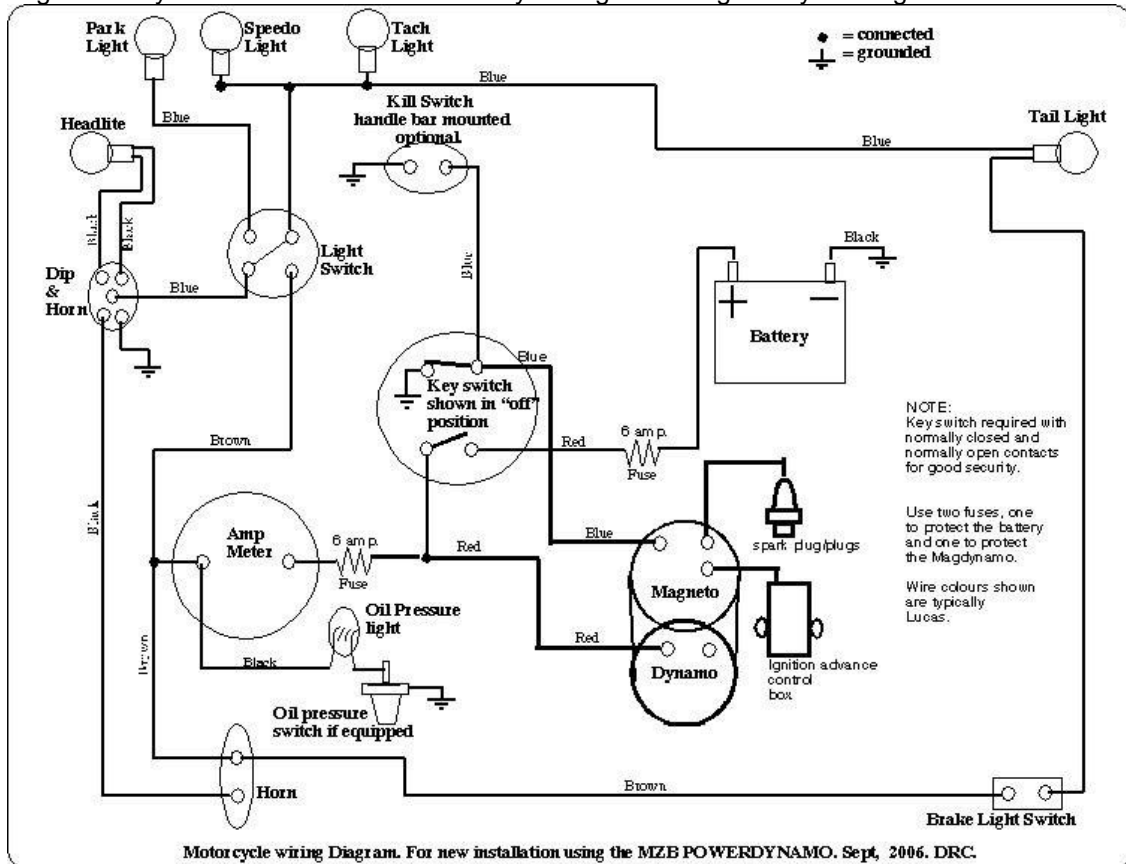 Park
Light
Speedo
Light
Tach
Light
= connected
= grounded
Blue
Kill Switch
handle bar mounted
optional.
Blue
Headlite
Blue
Tail Light
Black
Black
Light
Switch
Blue
Black
Dip
&
Horn
Blue
+
−
Battery
Blue
Key switch
shown in "off"
position
NOTE:
Key switch required with
normally closed and
normally open contacts
for good security.
Use two fuses, one
to protect the battery
and one to protect
the Magdynamo.
Wire colours shown
are typically
Lucas.
Brown
Red
6 amp.
Fuse
Black
Amp
Meter
6 amp.
Fuse
Red
Blue
spark plug/plugs
Magneto
Oil Pressure
light
Red
Dynamo
Ignition advance
control
box
Brown
Black
Oil pressure
switch if equipped
Horn
Brown
Brake Light Switch
Motorcycle wiring Diagram. For new installation using the MZB POWERDYNAMO. Sept, 2006. DRC.